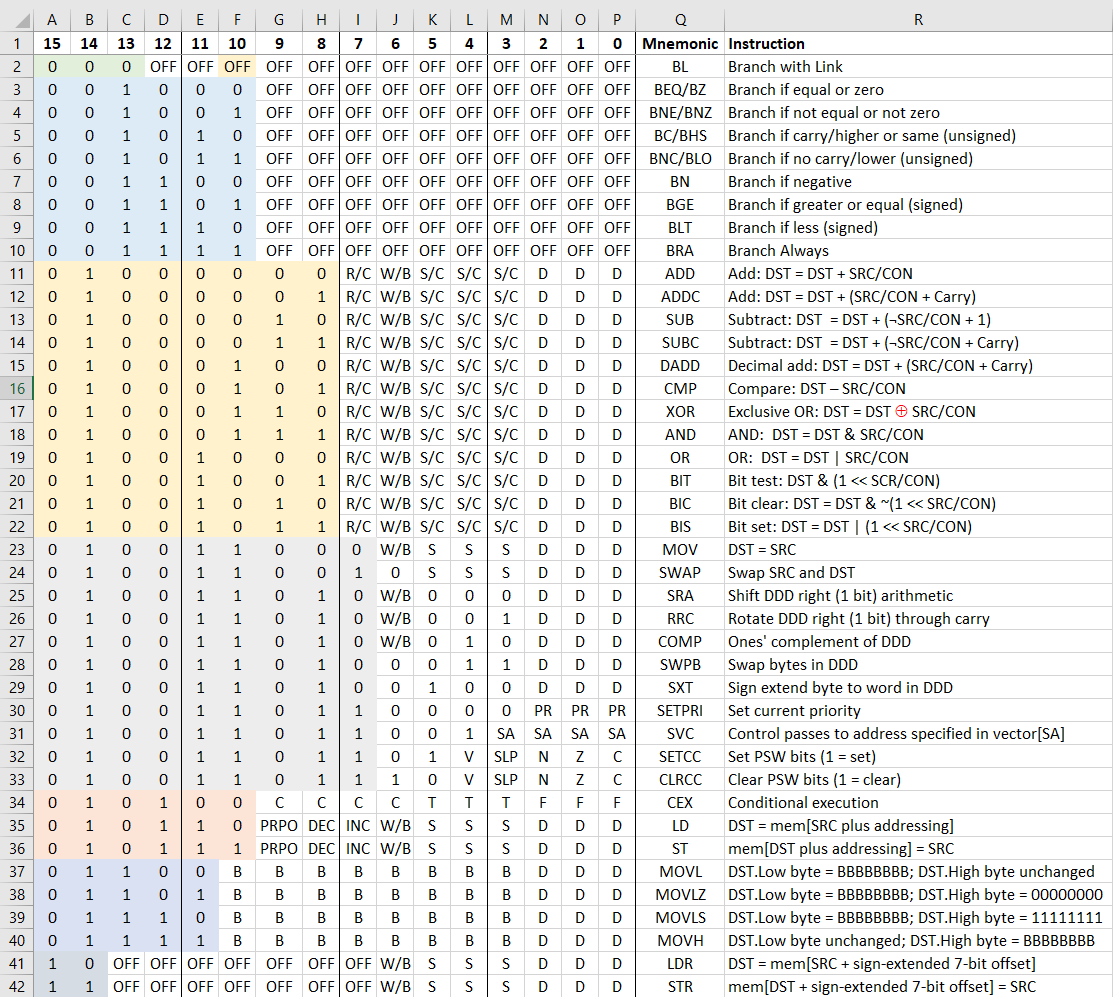 A B C D E F G H I J K L M N O P Q R
1 15 14 13 12 11 10 9 8 7 6 5 4 3 2 1 0 Mnemonic Instruction
2 0 0 0 OFF OFF OFF OFF OFF OFF OFF OFF OFF OFF OFF OFF OFF BL Branch with Link
3 0 0 1 0 0 0 OFF OFF OFF OFF OFF OFF OFF OFF OFF OFF BEQ/BZ Branch if equal or zero
4 0 0 1 0 0 1 OFF OFF OFF OFF OFF OFF OFF OFF OFF OFF BNE/BNZ Branch if not equal or not zero
5 0 0 1 0 1 0 OFF OFF OFF OFF OFF OFF OFF OFF OFF OFF BC/BHS Branch if carry/higher or same (unsigned)
6 0 0 1 0 1 1 OFF OFF OFF OFF OFF OFF OFF OFF OFF OFF BNC/BLO Branch if no carry/lower (unsigned)
7 0 0 1 1 0 0 OFF OFF OFF OFF OFF OFF OFF OFF OFF OFF BN Branch if negative
8 0 0 1 1 0 1 OFF OFF OFF OFF OFF OFF OFF OFF OFF OFF BGE Branch if greater or equal (signed)
9 0 0 1 1 1 0 OFF OFF OFF OFF OFF OFF OFF OFF OFF OFF BLT Branch if less (signed)
10 0 0 1 1 1 1 OFF OFF OFF OFF OFF OFF OFF OFF OFF OFF BRA Branch Always
11 0 1 0 0 0 0 0 0 R/C W/B S/C S/C S/C D D D ADD Add: DST = DST + SRC/CON
12 0 1 0 0 0 0 0 1 R/C W/B S/C S/C S/C D D D ADDC Add: DST = DST + (SRC/CON + Carry)
13 0 1 0 0 0 0 1 0 R/C W/B S/C S/C S/C D D D SUB Subtract: DST = DST + (¬SRC/CON + 1)
14 0 1 0 0 0 0 1 1 R/C W/B S/C S/C S/C D D D SUBC Subtract: DST = DST + (¬SRC/CON + Carry)
15 0 1 0 0 0 1 0 0 R/C W/B S/C S/C S/C D D D DADD Decimal add: DST = DST + (SRC/CON + Carry)
16 0 1 0 0 0 1 0 1 R/C W/B S/C S/C S/C D D D CMP Compare: DST – SRC/CON
17 0 1 0 0 0 1 1 0 R/C W/B S/C S/C S/C D D D XOR Exclusive OR: DST = DST ⊕ SRC/CON
18 0 1 0 0 0 1 1 1 R/C W/B S/C S/C S/C D D D AND AND: DST = DST & SRC/CON
19 0 1 0 0 1 0 0 0 R/C W/B S/C S/C S/C D D D OR OR: DST = DST | SRC/CON
20 0 1 0 0 1 0 0 1 R/C W/B S/C S/C S/C D D D BIT Bit test: DST & (1 << SCR/CON)
21 0 1 0 0 1 0 1 0 R/C W/B S/C S/C S/C D D D BIC Bit clear: DST = DST & ~(1 << SRC/CON)
22 0 1 0 0 1 0 1 1 R/C W/B S/C S/C S/C D D D BIS Bit set: DST = DST | (1 << SRC/CON)
23 0 1 0 0 1 1 0 0 0 W/B S S S D D D MOV DST = SRC
24 0 1 0 0 1 1 0 0 1 0 S S S D D D SWAP Swap SRC and DST
25 0 1 0 0 1 1 0 1 0 W/B 0 0 0 D D D SRA Shift DDD right (1 bit) arithmetic
26 0 1 0 0 1 1 0 1 0 W/B 0 0 1 D D D RRC Rotate DDD right (1 bit) through carry
27 0 1 0 0 1 1 0 1 0 W/B 0 1 0 D D D COMP Ones' complement of DDD
28 0 1 0 0 1 1 0 1 0 0 0 1 1 D D D SWPB Swap bytes in DDD
29 0 1 0 0 1 1 0 1 0 0 1 0 0 D D D SXT Sign extend byte to word in DDD
30 0 1 0 0 1 1 0 1 1 0 0 0 0 PR PR PR SETPRI Set current priority
31 0 1 0 0 1 1 0 1 1 0 0 1 SA SA SA SA SVC Control passes to address specified in vector[SA]
32 0 1 0 0 1 1 0 1 1 0 1 V SLP N Z C SETCC Set PSW bits (1 = set)
33 0 1 0 0 1 1 0 1 1 1 0 V SLP N Z C CLRCC Clear PSW bits (1 = clear)
34 0 1 0 1 0 0 C C C C T T T F F F CEX Conditional execution
35 0 1 0 1 1 0 PRPO DEC INC W/B S S S D D D LD DST = mem[SRC plus addressing]
36 0 1 0 1 1 1 PRPO DEC INC W/B S S S D D D ST mem[DST plus addressing] = SRC
37 0 1 1 0 0 B B B B B B B B D D D MOVL DST.Low byte = BBBBBBBB; DST.High byte unchanged
38 0 1 1 0 1 B B B B B B B B D D D MOVLZ DST.Low byte = BBBBBBBB; DST.High byte = 00000000
39 0 1 1 1 0 B B B B B B B B D D D MOVLS DST.Low byte = BBBBBBBB; DST.High byte = 11111111
40 0 1 1 1 1 B B B B B B B B D D D MOVH DST.Low byte unchanged; DST.High byte = BBBBBBBB
41 1 0 OFF OFF OFF OFF OFF OFF OFF W/B S S S D D D LDR DST = mem[SRC + sign-extended 7-bit offset]
42 1 1 OFF OFF OFF OFF OFF OFF OFF W/B S S S D D D STR mem[DST + sign-extended 7-bit offset] = SRC